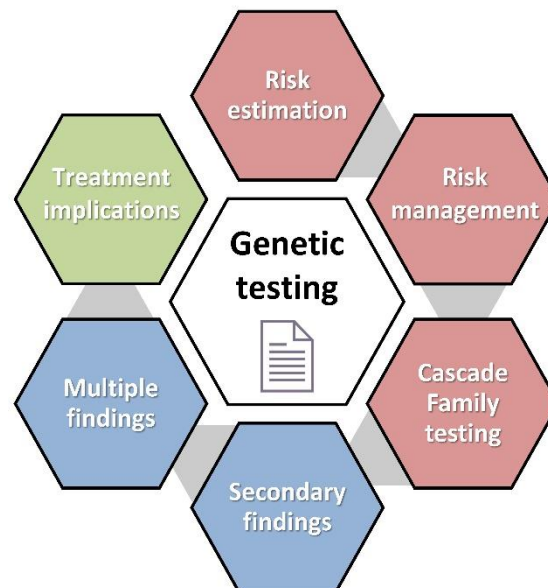 Risk
estimation
Risk
management
Cascade
Family
testing
Secondary
findings
Multiple
findings
Treatment
implications
Genetic
testing